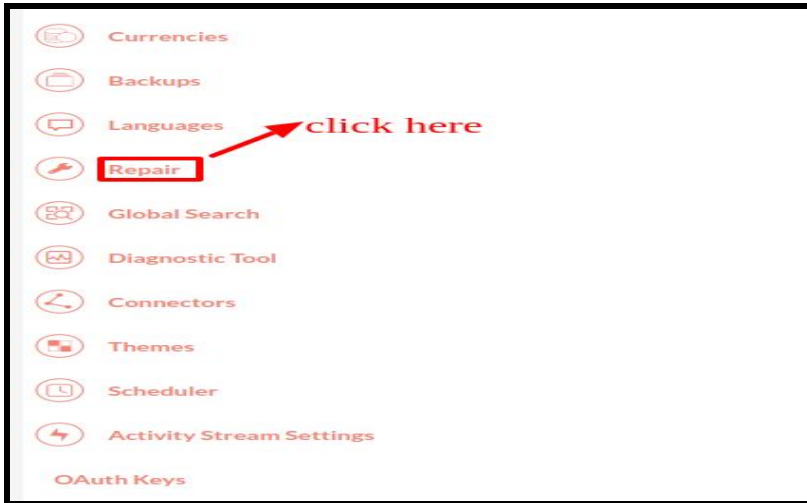 Currencies
Backups
Languages
click here
Repair
Global Search
Diagnostic Tool
Connectors
Themes
Scheduler
Activity Stream Settings
OAuth Keys